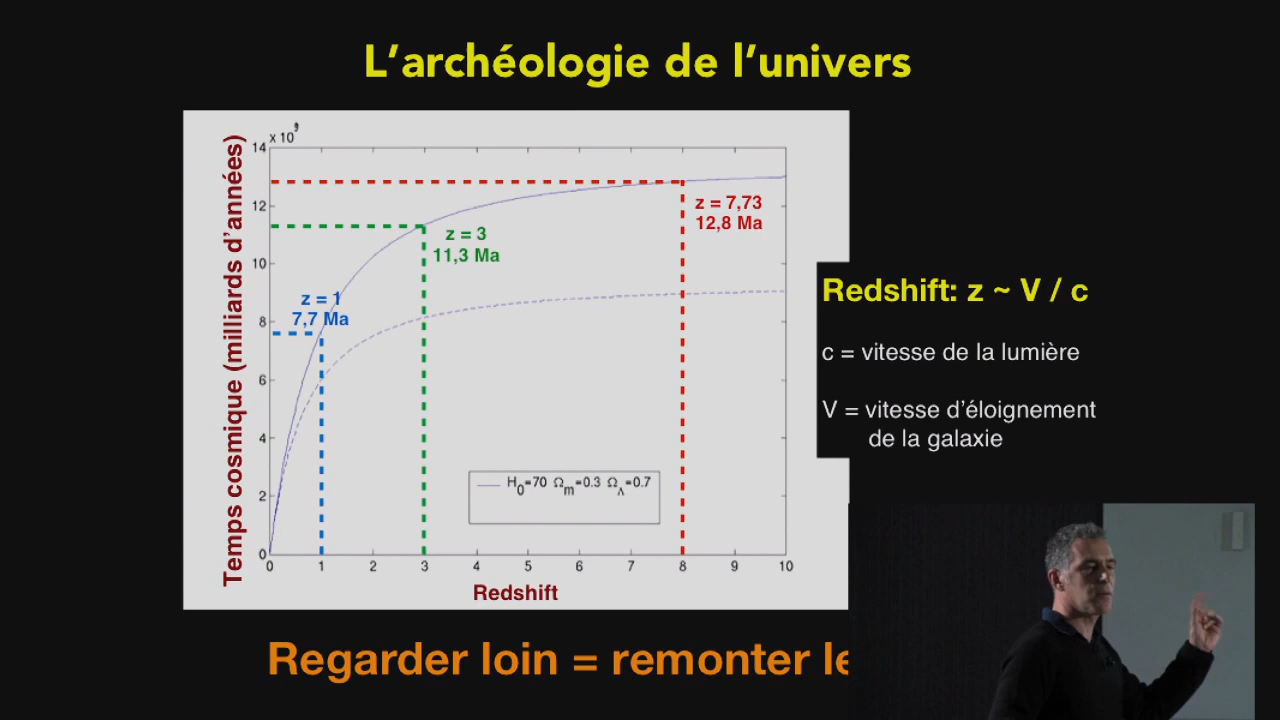 L'archéologie de l'univers
x 10⁹
14
12
10
8
6
4
2
0
Temps cosmique (milliards d'années)
z = 7,73
12,8 Ma
z = 3
11,3 Ma
z = 1
7,7 Ma
H₀=70 Ωₘ=0.3 Ω_Λ=0.7
0 1 2 3 4 5 6 7 8 9 10
Redshift
Redshift: z ~ V / c
c = vitesse de la lumière
V = vitesse d'éloignement
de la galaxie
Regarder loin = remonter le